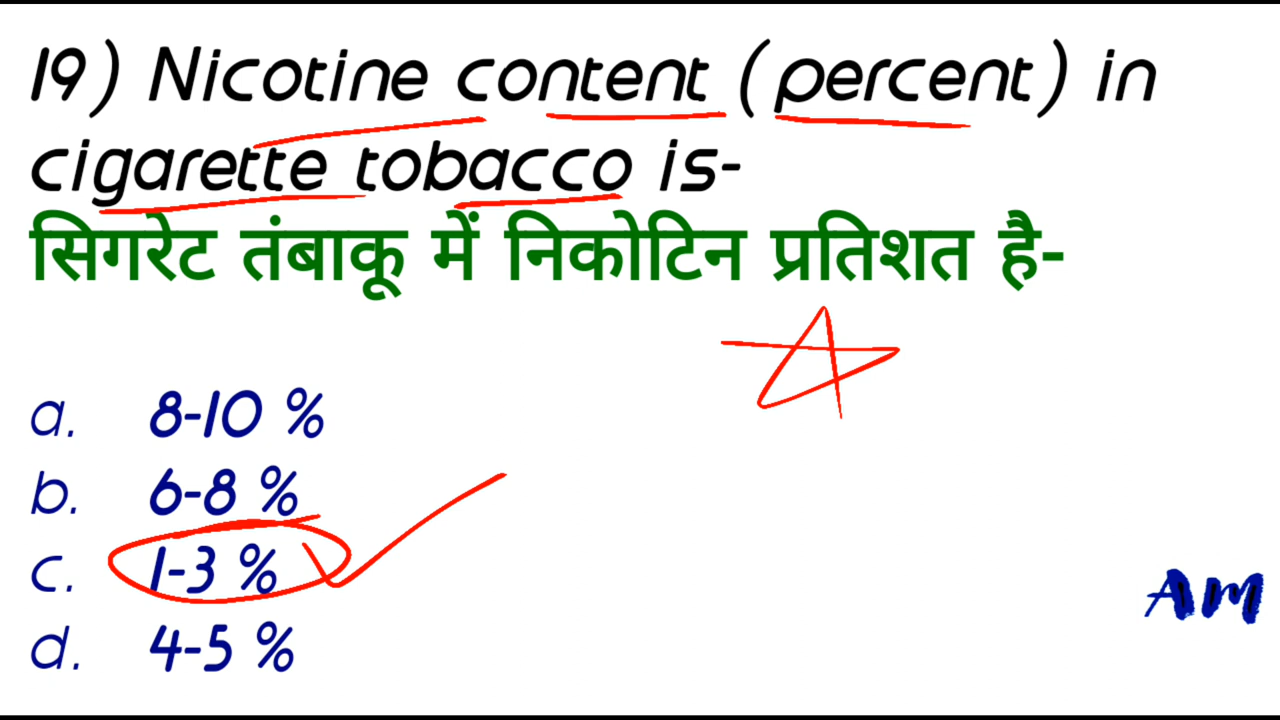 19) Nicotine content (percent) in
cigarette tobacco is-
सिगरेट तंबाकू में निकोटिन प्रतिशत है-
a. 8-10 %
b. 6-8 %
c. 1-3 %
d. 4-5 %
AM